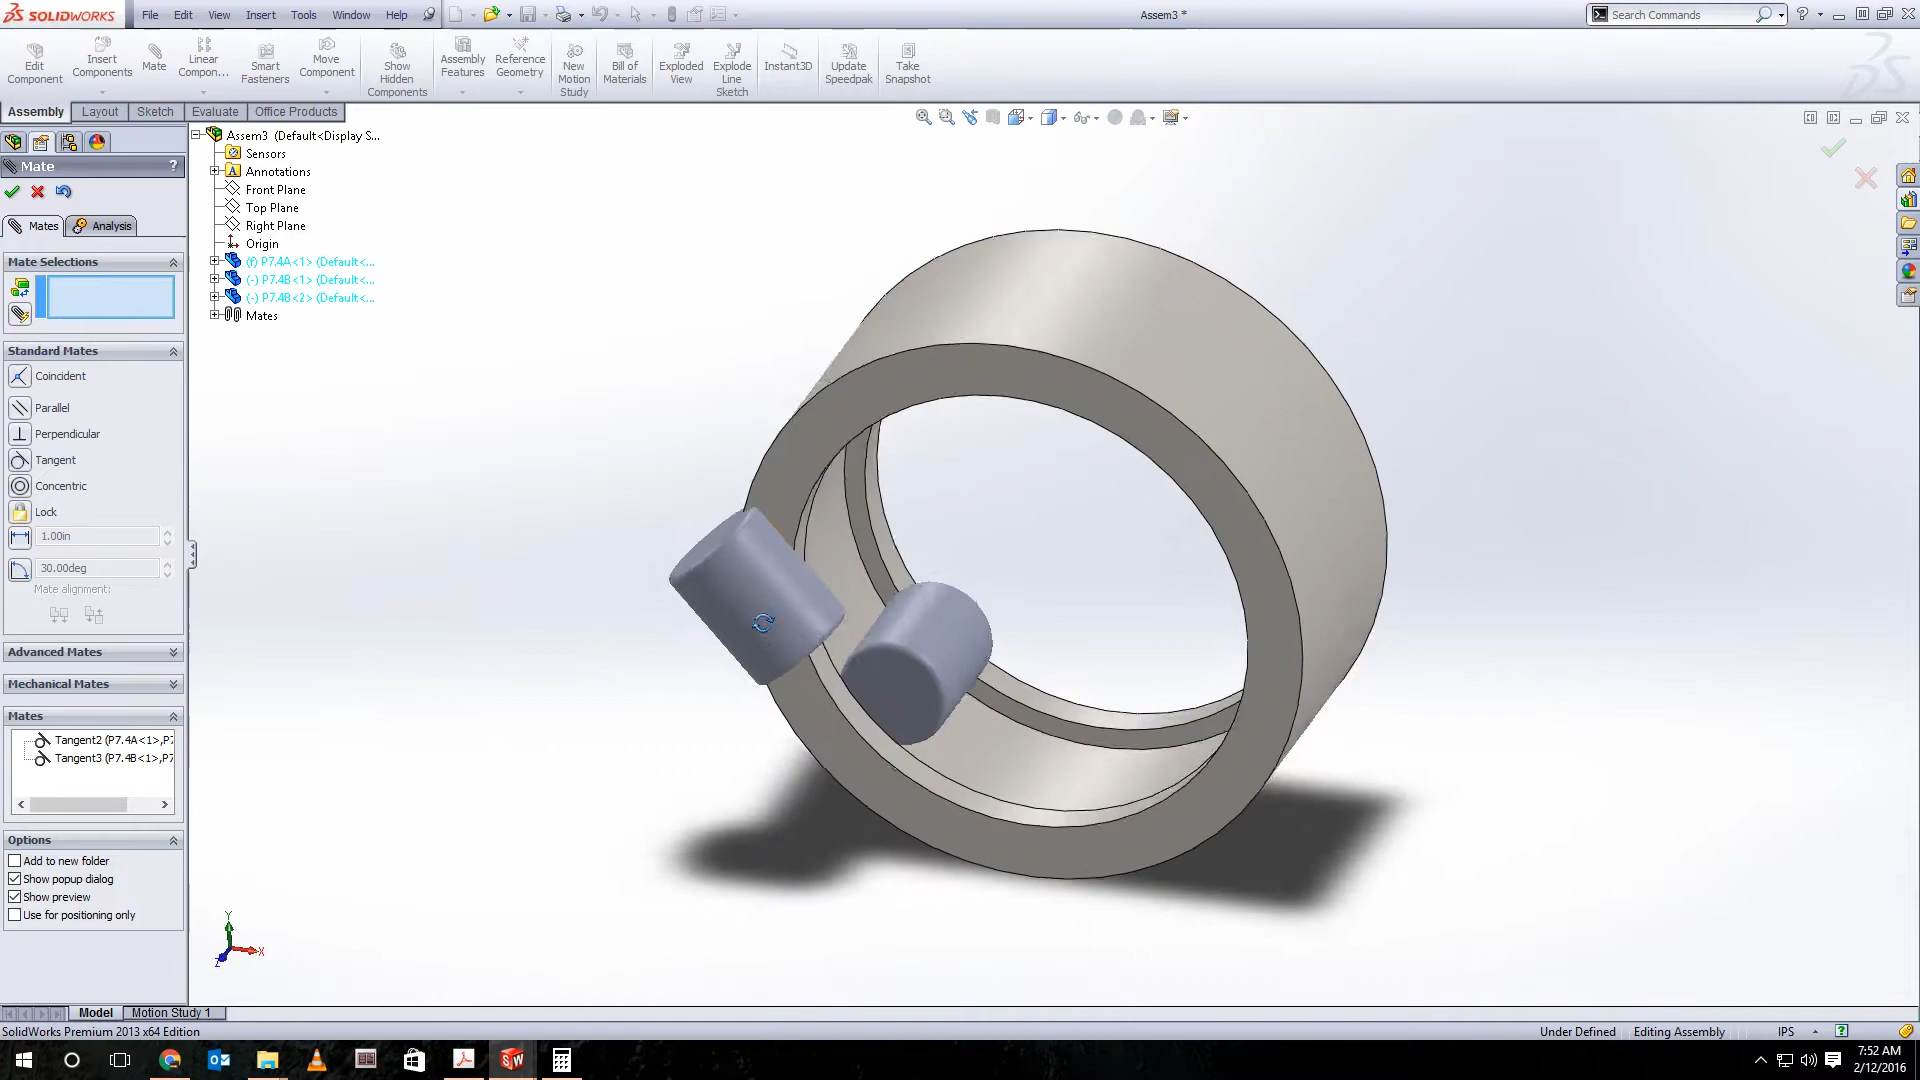 SOLIDWORKS File Edit View Insert Tools Window Help Assem3 * Search Commands
Edit Component
Insert Components
Mate
Linear Compon...
Smart Fasteners
Move Component
Show Hidden Components
Assembly Features
Reference Geometry
New Motion Study
Bill of Materials
Exploded View
Explode Line Sketch
Instant3D
Update Speedpak
Take Snapshot
Assembly Layout Sketch Evaluate Office Products
Mate ?
Mates Analysis
Mate Selections
Standard Mates
Coincident
Parallel
Perpendicular
Tangent
Concentric
Lock
1.00in
30.00deg
Mate alignment:
Advanced Mates
Mechanical Mates
Mates
Tangent2 (P7.4A<1>,P7
Tangent3 (P7.4B<1>,P7
Options
Add to new folder
Show popup dialog
Show preview
Use for positioning only
Assem3 (Default<Display S...
Sensors
Annotations
Front Plane
Top Plane
Right Plane
Origin
(f) P7.4A<1> (Default<...
(-) P7.4B<1> (Default<...
(-) P7.4B<2> (Default<...
Mates
Y
X
Z
Model Motion Study 1
SolidWorks Premium 2013 x64 Edition Under Defined Editing Assembly IPS
7:52 AM
2/12/2016